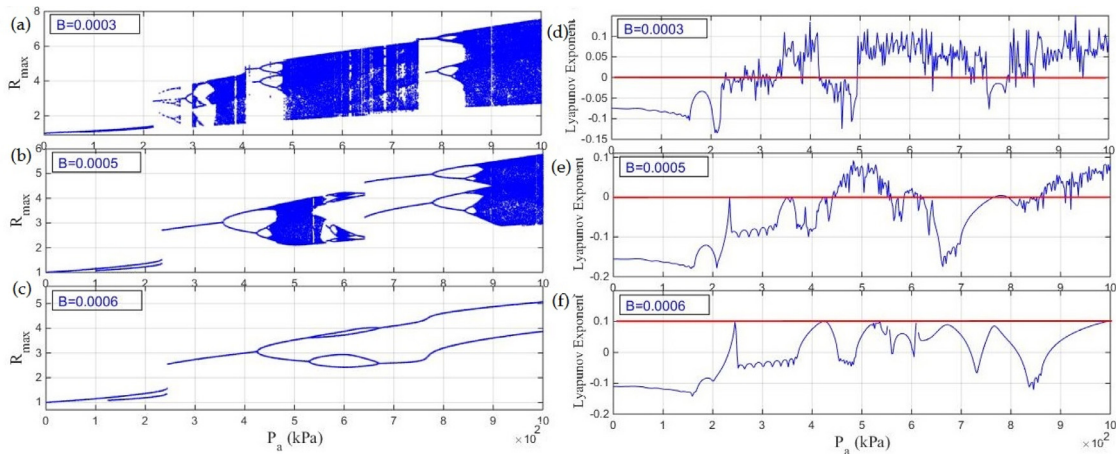 (a)
B=0.0003
8
6
4
2
R_max
0 1 2 3 4 5 6 7 8 9 10
(b)
B=0.0005
6
5
4
3
2
1
R_max
0 1 2 3 4 5 6 7 8 9 10
(c)
B=0.0006
5
4
3
2
1
R_max
0 1 2 3 4 5 6 7 8 9 10
P_a (kPa)
×10^2
(d)
B=0.0003
0.1
0.05
0
-0.05
-0.1
-0.15
Lyapunov Exponent
0 1 2 3 4 5 6 7 8 9 10
(e)
B=0.0005
0.1
0
-0.1
-0.2
Lyapunov Exponent
0 1 2 3 4 5 6 7 8 9 10
(f)
B=0.0006
0.1
0
-0.1
-0.2
Lyapunov Exponent
0 1 2 3 4 5 6 7 8 9 10
P_a (kPa)
×10^2